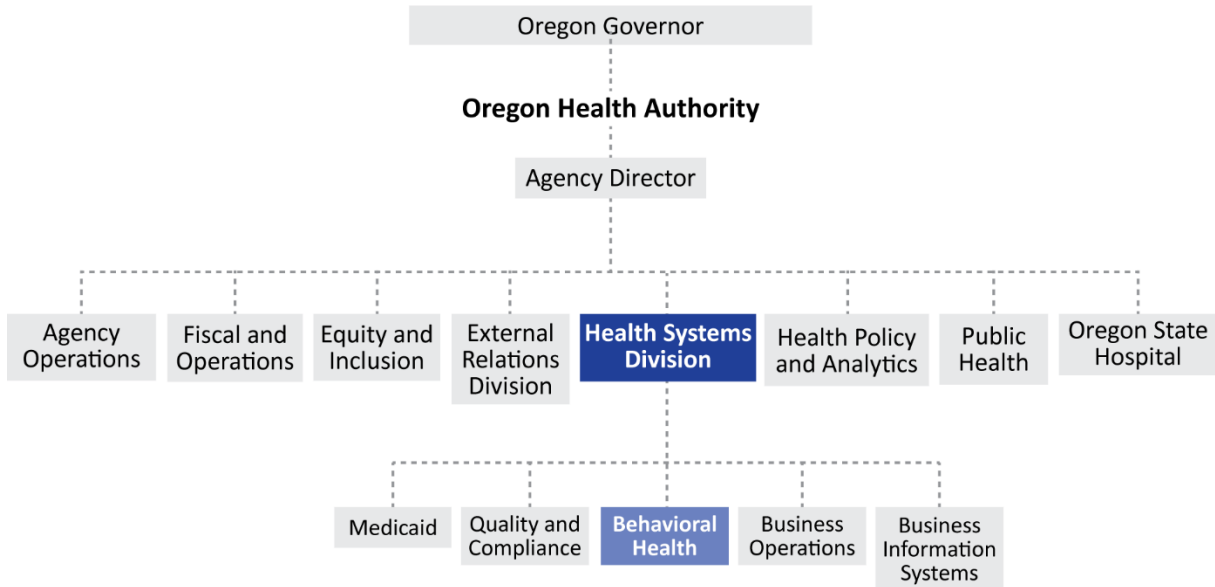 Oregon Governor
Oregon Health Authority
Agency Director
Agency
Operations
Fiscal and
Operations
Equity and
Inclusion
External
Relations
Division
Health Systems
Division
Health Policy
and Analytics
Public
Health
Oregon State
Hospital
Medicaid
Quality and
Compliance
Behavioral
Health
Business
Operations
Business
Information
Systems